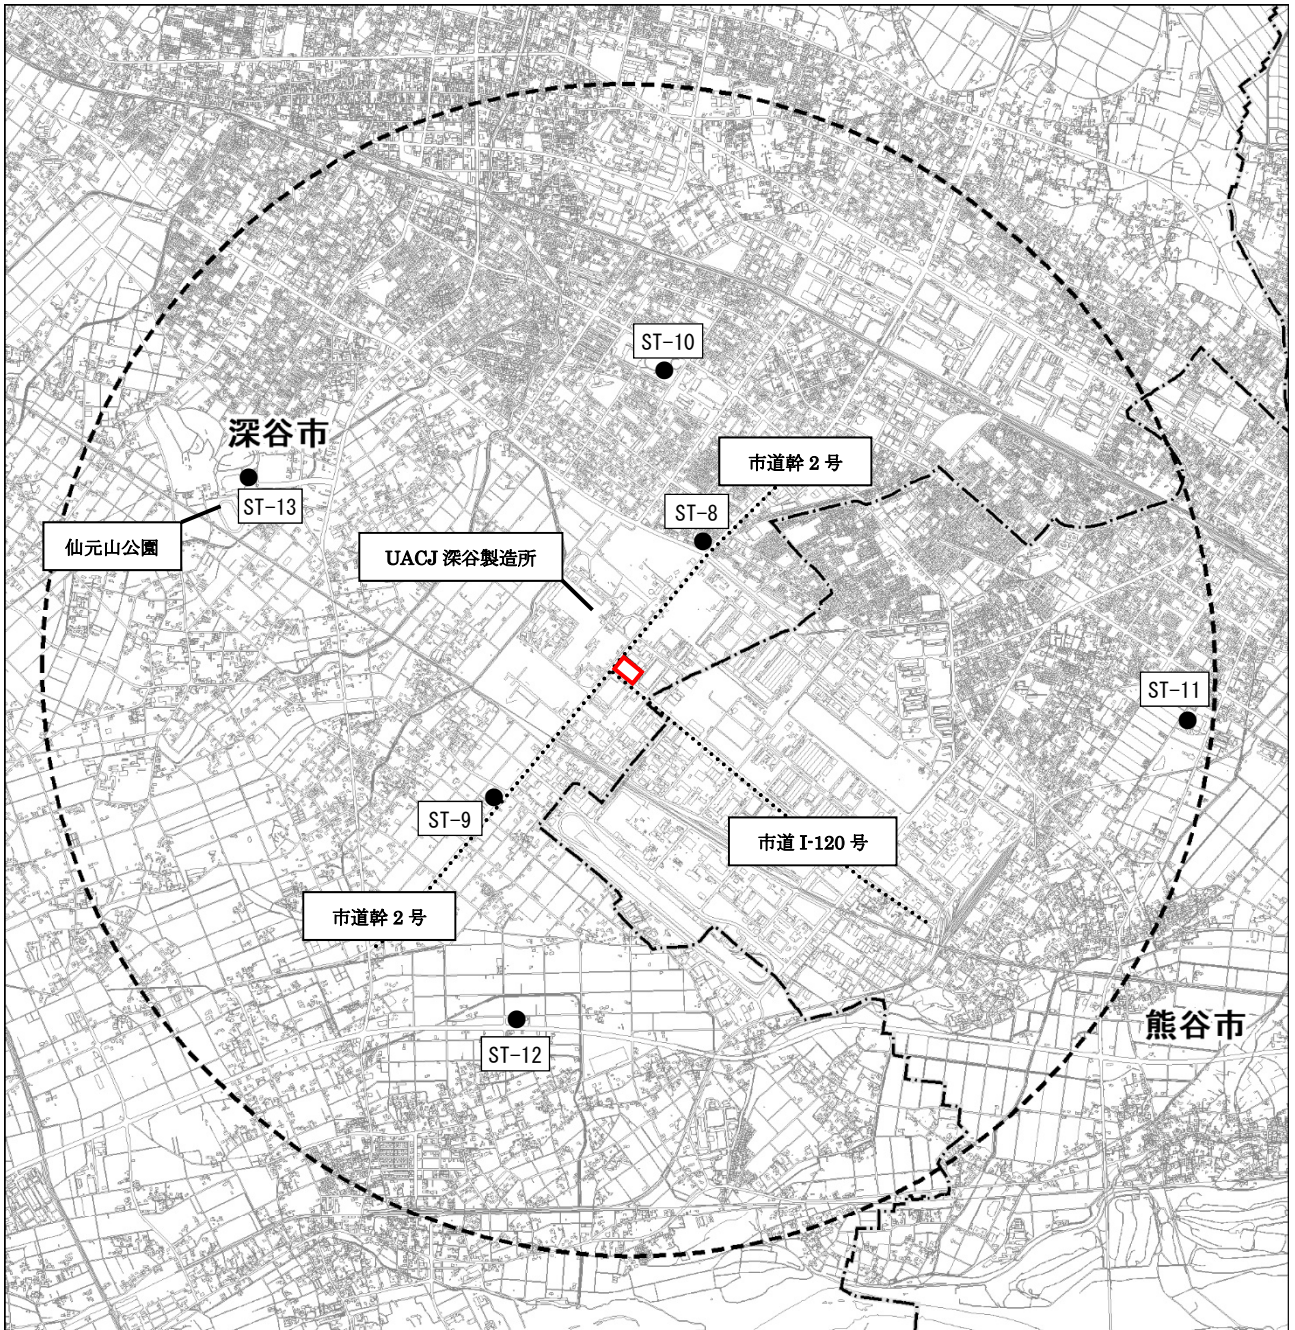 ST-10
深谷市
市道幹 2 号
ST-13
ST-8
仙元山公園
UACJ 深谷製造所
ST-11
ST-9
市道 I-120 号
市道幹 2 号
熊谷市
ST-12